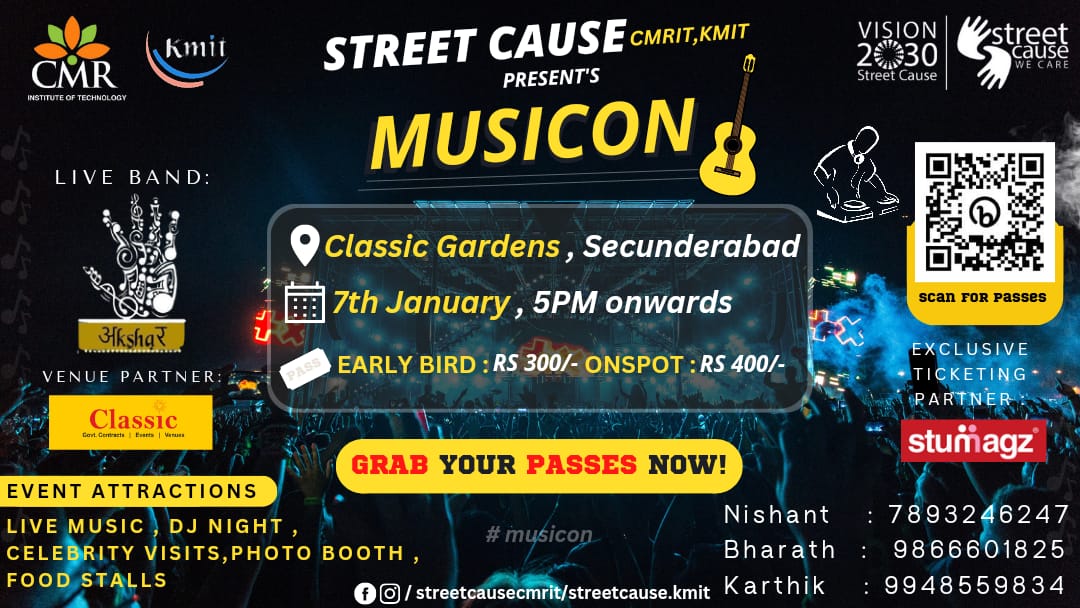 CMR
INSTITUTE OF TECHNOLOGY
Kmit
STREET CAUSE CMRIT,KMIT
PRESENT'S
MUSICON
VISION
2030
Street Cause
street
cause
WE CARE
LIVE BAND:
अkshaर
VENUE PARTNER:
Classic
Govt. Contracts | Events | Venues
Classic Gardens , Secunderabad
7th January , 5PM onwards
PASS
EARLY BIRD : RS 300/- ONSPOT : RS 400/-
GRAB YOUR PASSES NOW!
SCAN FOR PASSES
EXCLUSIVE
TICKETING
PARTNER :
stumagz
EVENT ATTRACTIONS
LIVE MUSIC , DJ NIGHT ,
CELEBRITY VISITS,PHOTO BOOTH ,
FOOD STALLS
# musicon
/ streetcausecmrit/streetcause.kmit
Nishant : 7893246247
Bharath : 9866601825
Karthik : 9948559834